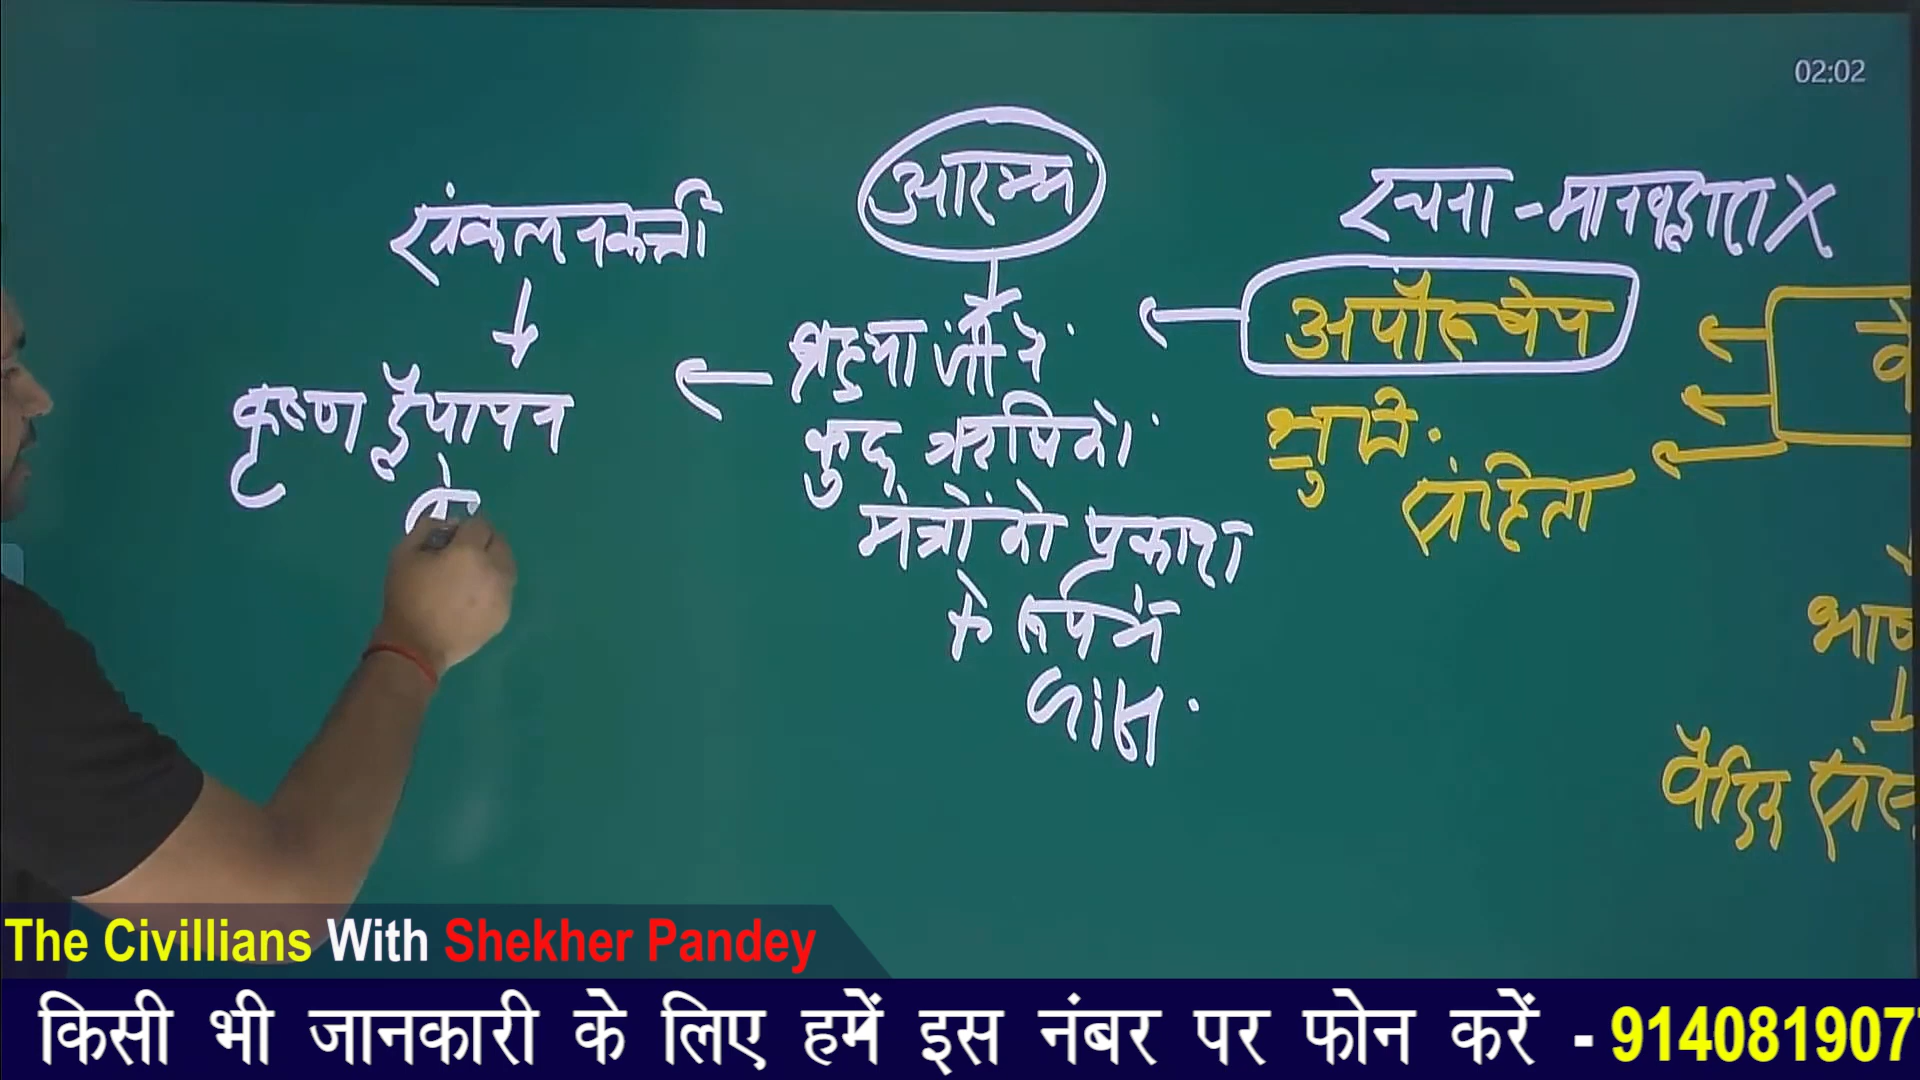 02:02
आरम्भ
रचना - मानव द्वारा X
संकलनकर्त्ता
अपौरूषेय
वे
ब्रह्मा जी ने
कृष्ण द्वैपायन
कुछ ऋषि को
श्रुति.
संहिता
मंत्रों को प्रकाश
के रूप में
वैदिक
The Civillians With Shekher Pandey
किसी भी जानकारी के लिए हमें इस नंबर पर फोन करें - 914081907